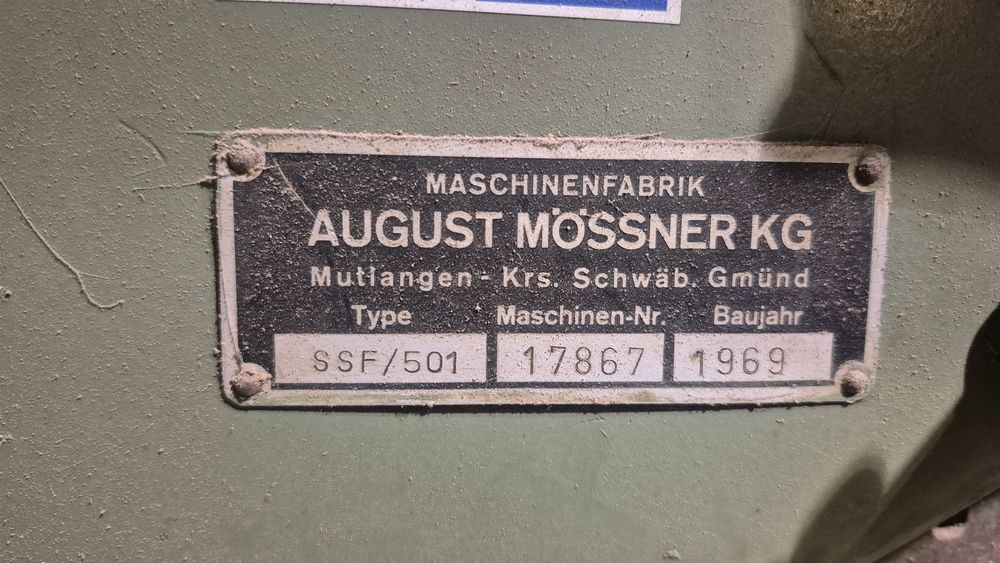 MASCHINENFABRIK
AUGUST MÖSSNER KG
Mutlangen - Krs. Schwäb. Gmünd
Type Maschinen-Nr. Baujahr
SSF/501 17867 1969